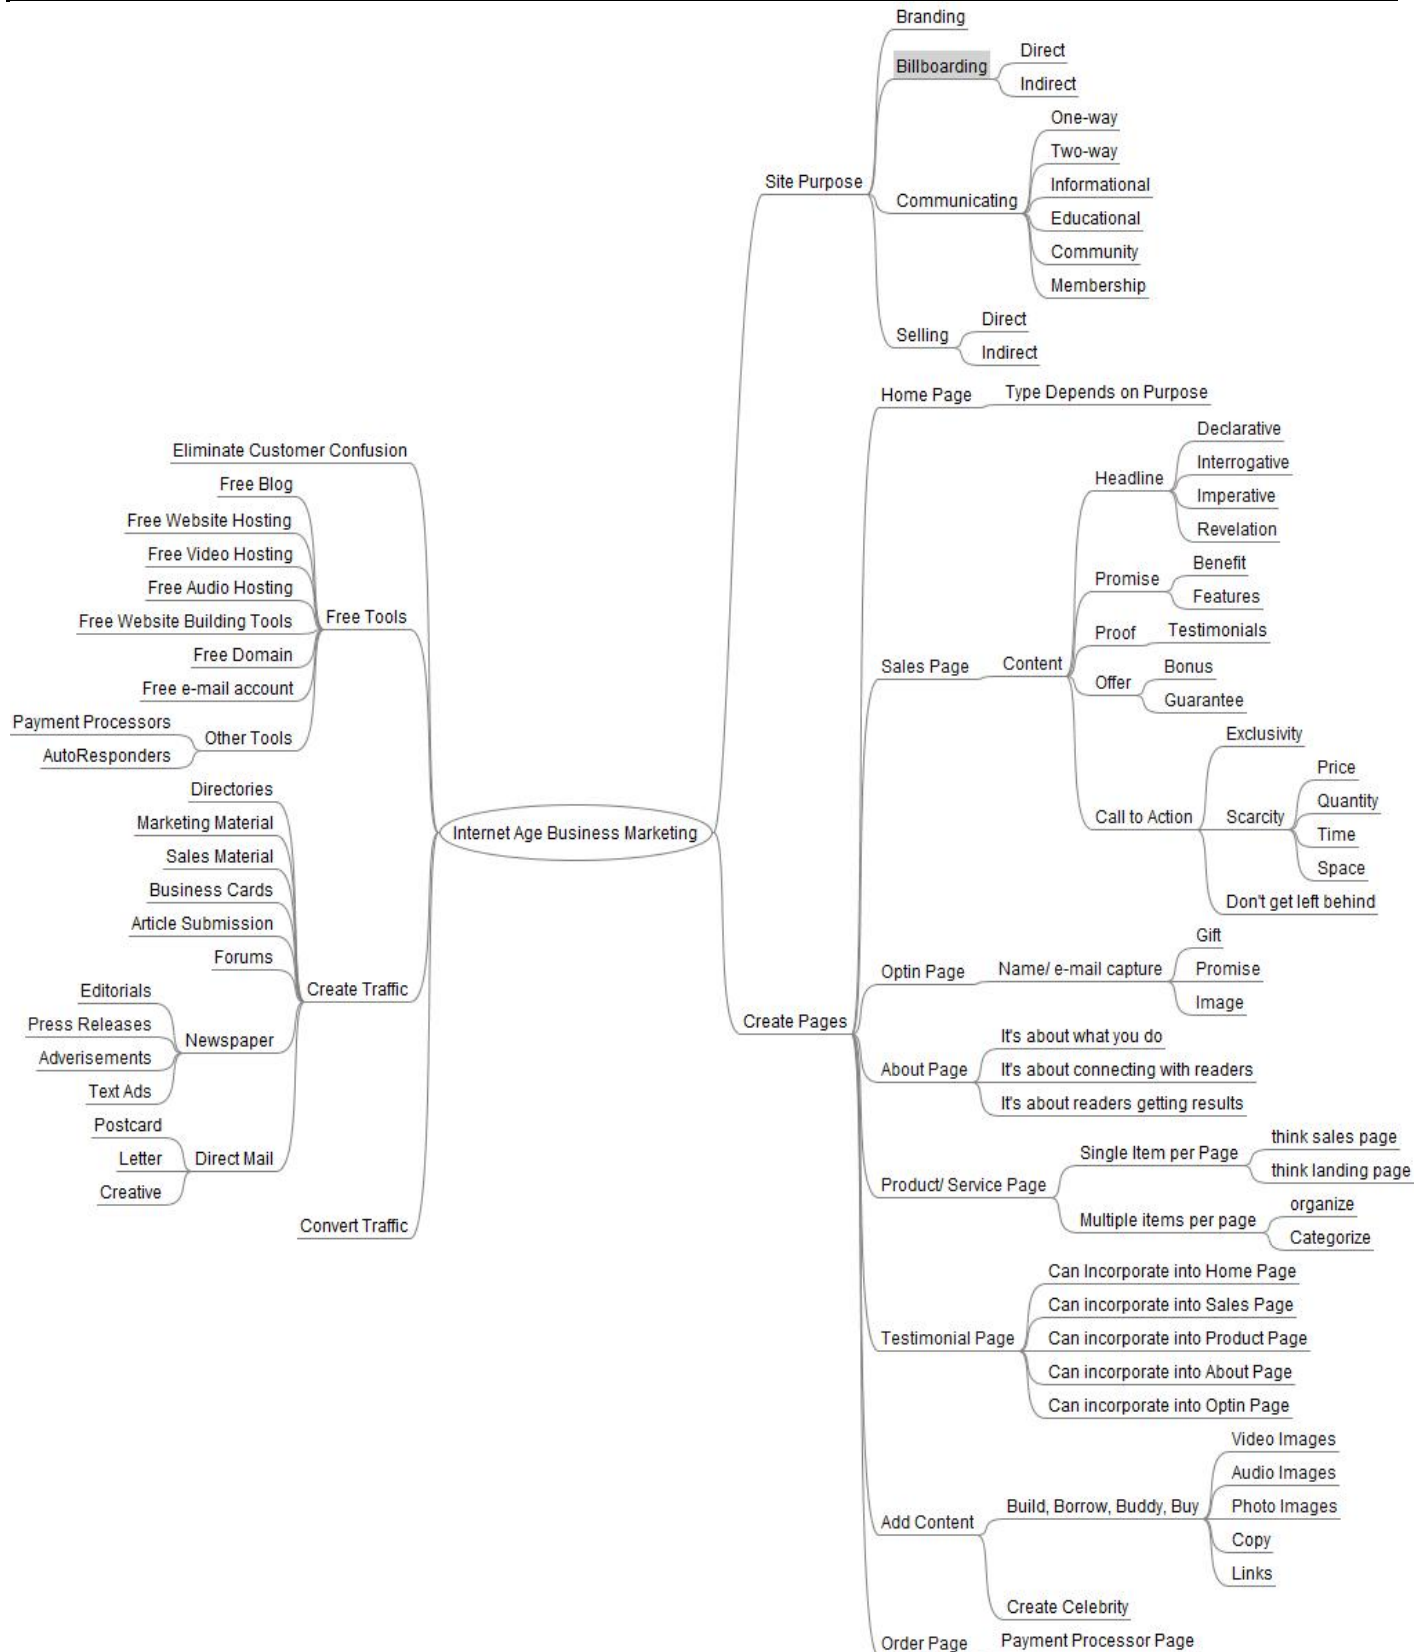 Internet Age Business Marketing
Site Purpose
Branding
Billboarding
Direct
Indirect
Communicating
One-way
Two-way
Informational
Educational
Community
Membership
Selling
Direct
Indirect
Create Pages
Home Page
Type Depends on Purpose
Sales Page
Content
Headline
Declarative
Interrogative
Imperative
Revelation
Promise
Benefit
Features
Proof
Testimonials
Offer
Bonus
Guarantee
Call to Action
Exclusivity
Scarcity
Price
Quantity
Time
Space
Don't get left behind
Optin Page
Name/ e-mail capture
Gift
Promise
Image
About Page
It's about what you do
It's about connecting with readers
It's about readers getting results
Product/ Service Page
Single Item per Page
think sales page
think landing page
Multiple items per page
organize
Categorize
Testimonial Page
Can Incorporate into Home Page
Can incorporate into Sales Page
Can incorporate into Product Page
Can incorporate into About Page
Can incorporate into Optin Page
Add Content
Build, Borrow, Buddy, Buy
Video Images
Audio Images
Photo Images
Copy
Links
Create Celebrity
Order Page
Payment Processor Page
Eliminate Customer Confusion
Free Tools
Free Blog
Free Website Hosting
Free Video Hosting
Free Audio Hosting
Free Website Building Tools
Free Domain
Free e-mail account
Other Tools
Payment Processors
AutoResponders
Create Traffic
Directories
Marketing Material
Sales Material
Business Cards
Article Submission
Forums
Newspaper
Editorials
Press Releases
Adverisements
Text Ads
Direct Mail
Postcard
Letter
Creative
Convert Traffic